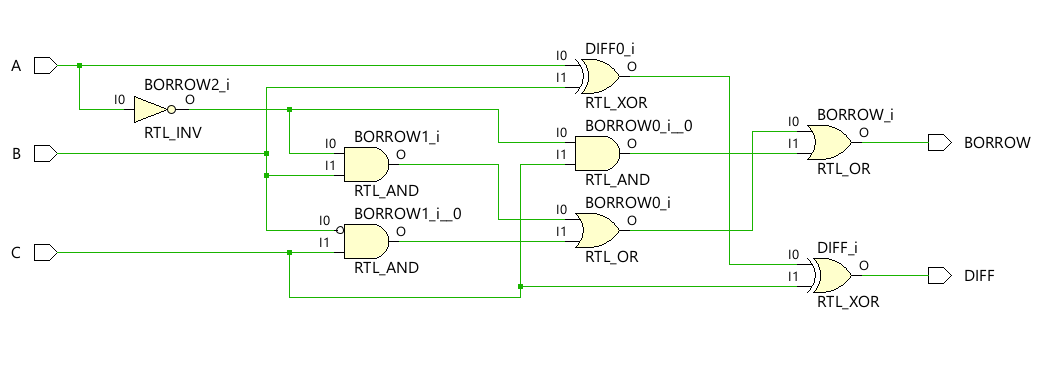 DIFF0_i
I0
O
A
I1
BORROW2_i
I0
O
RTL_XOR
RTL_INV
BORROW0_i__0
BORROW_i
I0
O
I0
O
BORROW1_i
I1
I1
BORROW
I0
O
B
I1
RTL_AND
RTL_OR
RTL_AND
BORROW0_i
BORROW1_i__0
I0
O
I0
O
I1
I1
C
RTL_OR
DIFF_i
RTL_AND
I0
O
I1
DIFF
RTL_XOR